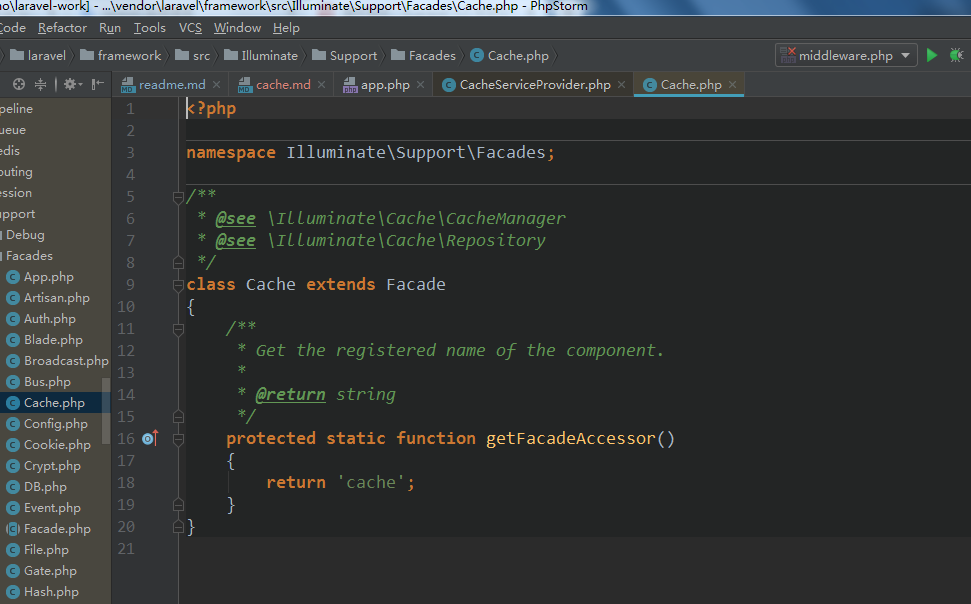 no\laravel-work] - ...\vendor\laravel\framework\src\Illuminate\Support\Facades\Cache.php - PhpStorm
Code Refactor Run Tools VCS Window Help
laravel framework src Illuminate Support Facades Cache.php middleware.php
readme.md cache.md app.php CacheServiceProvider.php Cache.php
peline
ueue
edis
outing
ession
upport
Debug
Facades
App.php
Artisan.php
Auth.php
Blade.php
Broadcast.php
Bus.php
Cache.php
Config.php
Cookie.php
Crypt.php
DB.php
Event.php
Facade.php
File.php
Gate.php
Hash.php
1 <?php
2
3 namespace Illuminate\Support\Facades;
4
5 /**
6 * @see \Illuminate\Cache\CacheManager
7 * @see \Illuminate\Cache\Repository
8 */
9 class Cache extends Facade
10 {
11 /**
12 * Get the registered name of the component.
13 *
14 * @return string
15 */
16 protected static function getFacadeAccessor()
17 {
18 return 'cache';
19 }
20 }
21